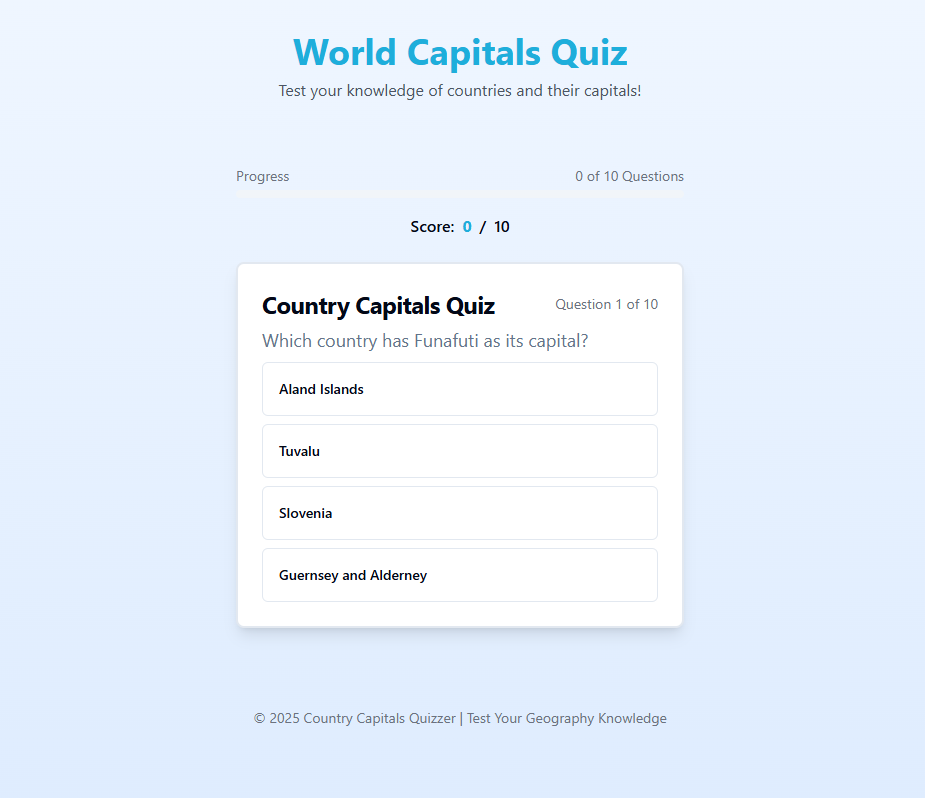 World Capitals Quiz
Test your knowledge of countries and their capitals!
Progress
0 of 10 Questions
Score: 0 / 10
Country Capitals Quiz
Question 1 of 10
Which country has Funafuti as its capital?
Aland Islands
Tuvalu
Slovenia
Guernsey and Alderney
© 2025 Country Capitals Quizzer | Test Your Geography Knowledge